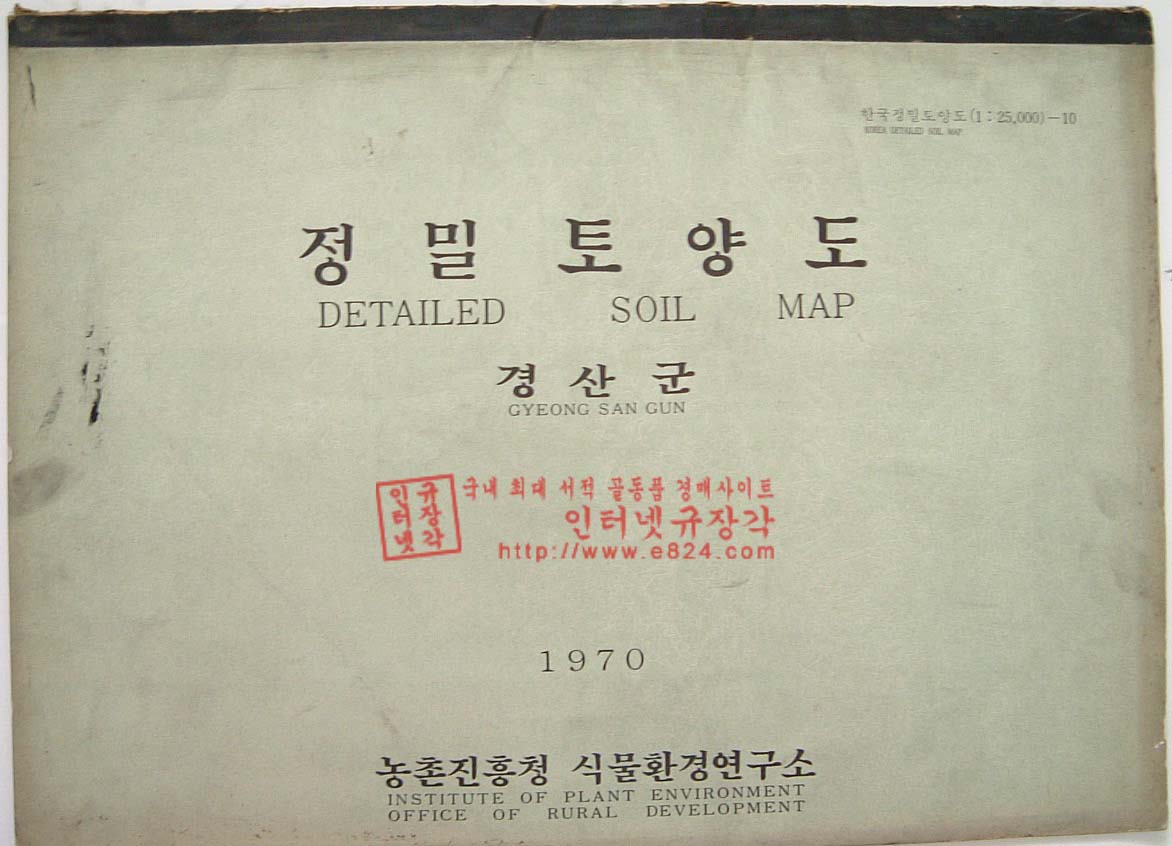 한국정밀토양도(1:25,000)-10
KOREA DETAILED SOIL MAP
정밀토양도
DETAILED SOIL MAP
경산군
GYEONG SAN GUN
인터넷규장각
국내 최대 서적 골동품 경매사이트
인터넷규장각
http://www.e824.com
1970
농촌진흥청 식물환경연구소
INSTITUTE OF PLANT ENVIRONMENT
OFFICE OF RURAL DEVELOPMENT